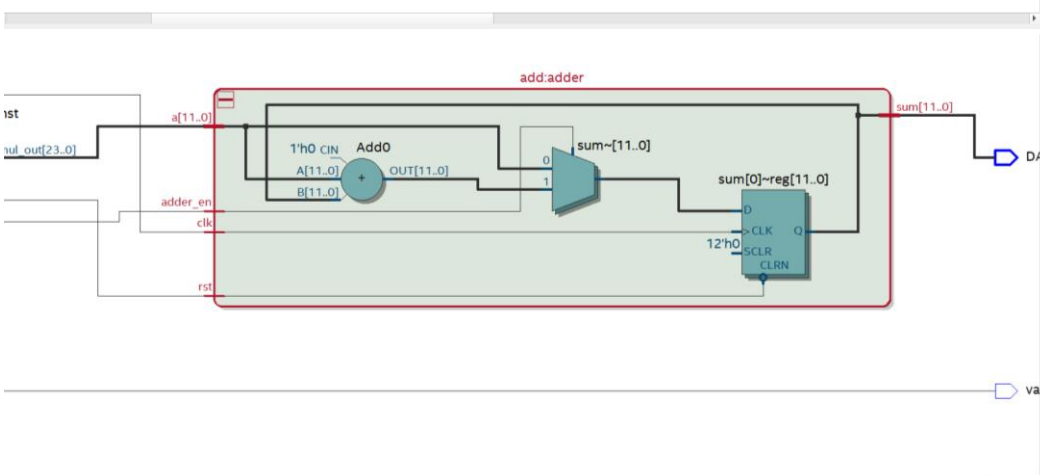 add:adder
nst
a[11..0]
sum[11..0]
mul_out[23..0]
1'h0 CIN
Add0
sum~[11..0]
0
A[11..0]
OUT[11..0]
DA
+
1
sum[0]~reg[11..0]
B[11..0]
adder_en
D
clk
CLK
Q
12'h0
SCLR
CLRN
rst
va